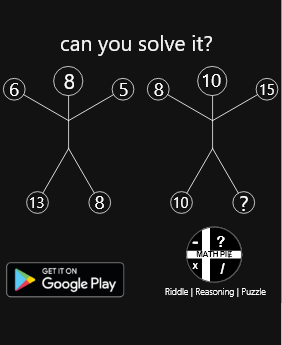 can you solve it?
6 8 5 8 10 15
13 8 10 ?
GET IT ON
Google Play
- ?
MATH PIE
x /
Riddle | Reasoning | Puzzle